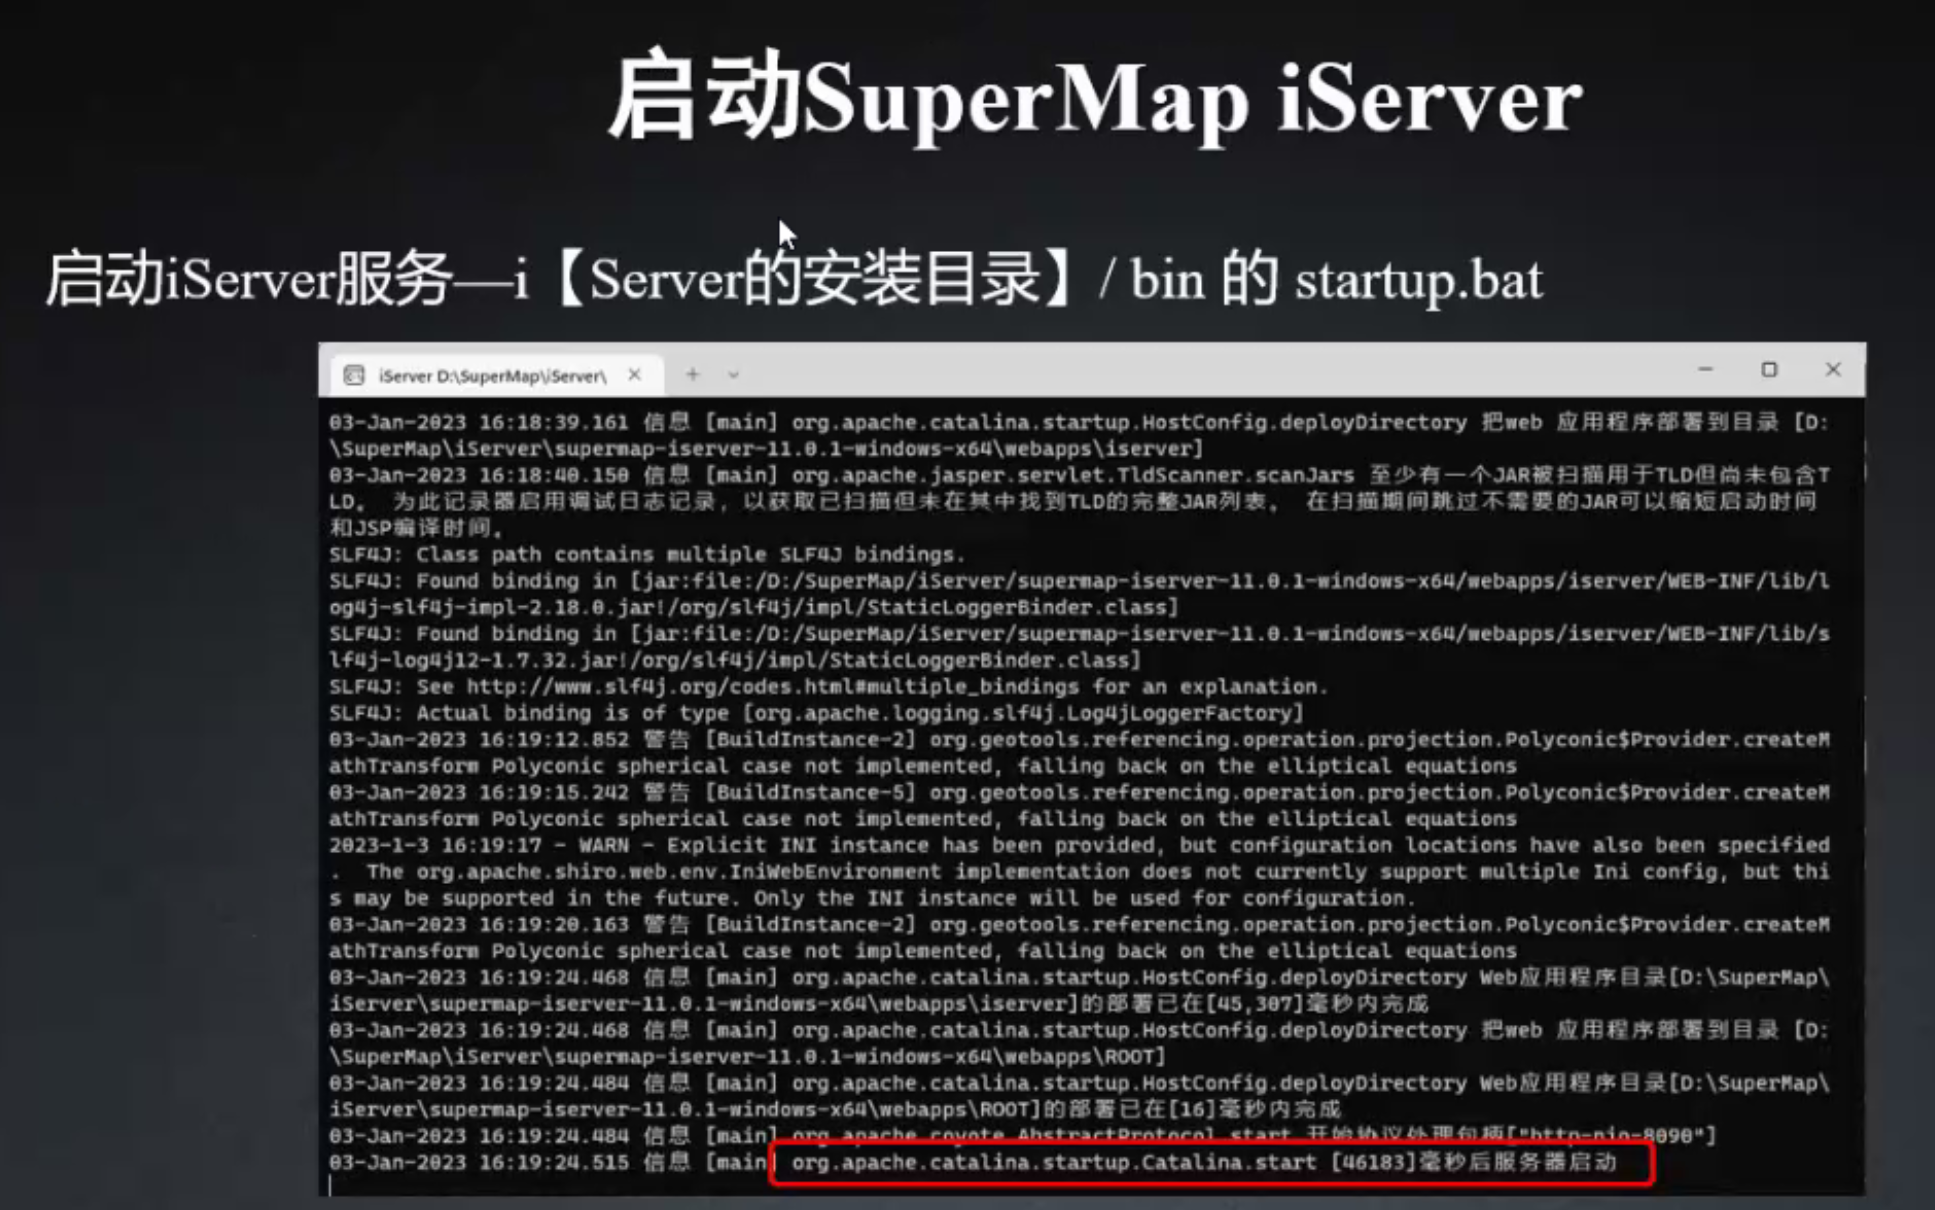 启动SuperMap iServer
启动iServer服务—i【Server的安装目录】/ bin 的 startup.bat
iServer D:\SuperMap\iServer\
03-Jan-2023 16:18:39.161 信息 [main] org.apache.catalina.startup.HostConfig.deployDirectory 把web 应用程序部署到目录 [D:
\SuperMap\iServer\supermap-iserver-11.0.1-windows-x64\webapps\iserver]
03-Jan-2023 16:18:40.150 信息 [main] org.apache.jasper.servlet.TldScanner.scanJars 至少有一个JAR被扫描用于TLD但尚未包含T
LD。 为此记录器启用调试日志记录，以获取已扫描但未在其中找到TLD的完整JAR列表。 在扫描期间跳过不需要的JAR可以缩短启动时间
和JSP编译时间。
SLF4J: Class path contains multiple SLF4J bindings.
SLF4J: Found binding in [jar:file:/D:/SuperMap/iServer/supermap-iserver-11.0.1-windows-x64/webapps/iserver/WEB-INF/lib/l
og4j-slf4j-impl-2.18.0.jar!/org/slf4j/impl/StaticLoggerBinder.class]
SLF4J: Found binding in [jar:file:/D:/SuperMap/iServer/supermap-iserver-11.0.1-windows-x64/webapps/iserver/WEB-INF/lib/s
lf4j-log4j12-1.7.32.jar!/org/slf4j/impl/StaticLoggerBinder.class]
SLF4J: See http://www.slf4j.org/codes.html#multiple_bindings for an explanation.
SLF4J: Actual binding is of type [org.apache.logging.slf4j.Log4jLoggerFactory]
03-Jan-2023 16:19:12.852 警告 [BuildInstance-2] org.geotools.referencing.operation.projection.Polyconic$Provider.createM
athTransform Polyconic spherical case not implemented, falling back on the elliptical equations
03-Jan-2023 16:19:15.242 警告 [BuildInstance-5] org.geotools.referencing.operation.projection.Polyconic$Provider.createM
athTransform Polyconic spherical case not implemented, falling back on the elliptical equations
2023-1-3 16:19:17 - WARN - Explicit INI instance has been provided, but configuration locations have also been specified
.  The org.apache.shiro.web.env.IniWebEnvironment implementation does not currently support multiple Ini config, but thi
s may be supported in the future. Only the INI instance will be used for configuration.
03-Jan-2023 16:19:20.163 警告 [BuildInstance-2] org.geotools.referencing.operation.projection.Polyconic$Provider.createM
athTransform Polyconic spherical case not implemented, falling back on the elliptical equations
03-Jan-2023 16:19:24.468 信息 [main] org.apache.catalina.startup.HostConfig.deployDirectory Web应用程序目录[D:\SuperMap\
iServer\supermap-iserver-11.0.1-windows-x64\webapps\iserver]的部署已在[45,307]毫秒内完成
03-Jan-2023 16:19:24.468 信息 [main] org.apache.catalina.startup.HostConfig.deployDirectory 把web 应用程序部署到目录 [D:
\SuperMap\iServer\supermap-iserver-11.0.1-windows-x64\webapps\ROOT]
03-Jan-2023 16:19:24.484 信息 [main] org.apache.catalina.startup.HostConfig.deployDirectory Web应用程序目录[D:\SuperMap\
iServer\supermap-iserver-11.0.1-windows-x64\webapps\ROOT]的部署已在[16]毫秒内完成
03-Jan-2023 16:19:24.484 信息 [main] org.apache.coyote.AbstractProtocol.start 开始协议处理句柄["http-nio-8090"]
03-Jan-2023 16:19:24.515 信息 [main] org.apache.catalina.startup.Catalina.start [46183]毫秒后服务器启动